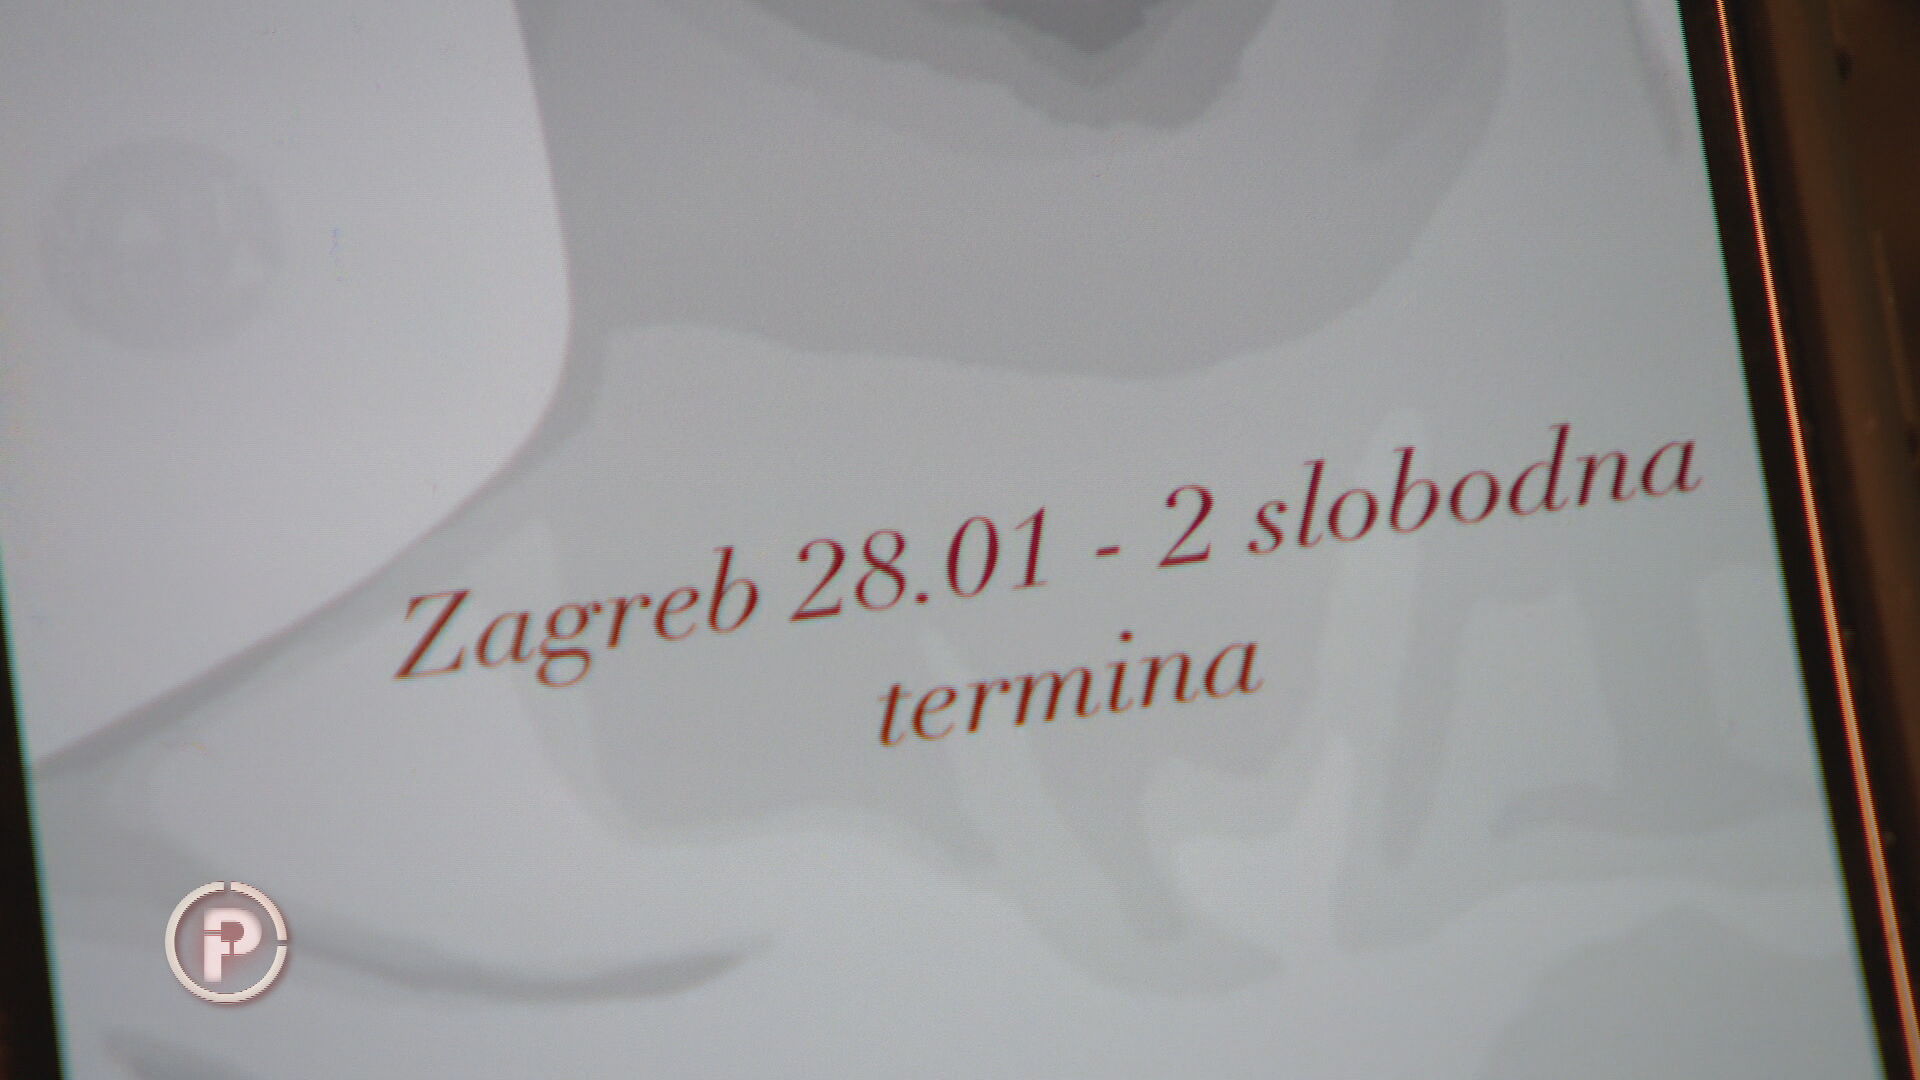 Zagreb 28.01 - 2 slobodna
termina
P